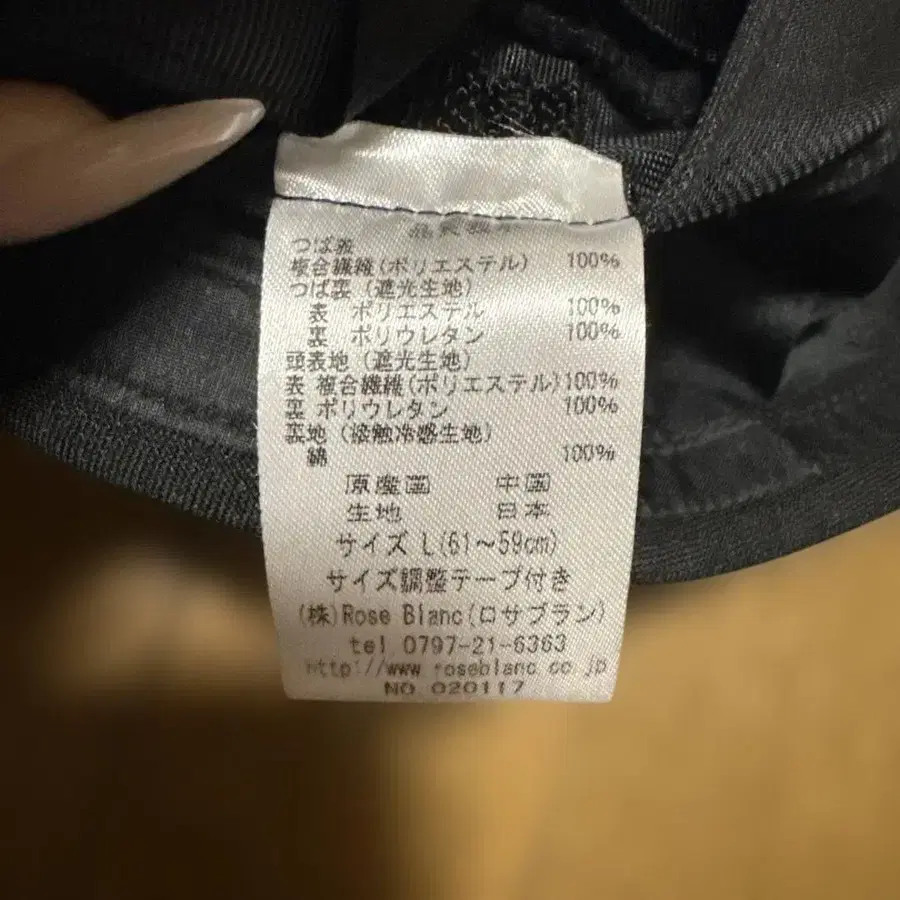 品質表示
つば表
複合繊維(ポリエステル) 100%
つば裏 (遮光生地)
表 ポリエステル 100%
裏 ポリウレタン 100%
頭表地 (遮光生地)
表 複合繊維(ポリエステル)100%
裏 ポリウレタン 100%
裏地 (接触冷感生地)
綿 100%
原産国 中国
生地 日本
サイズ L(61～59cm)
サイズ調整テープ付き
(株)Rose Blanc(ロサブラン)
tel 0797-21-6363
http://www.roseblanc.co.jp
NO.020117